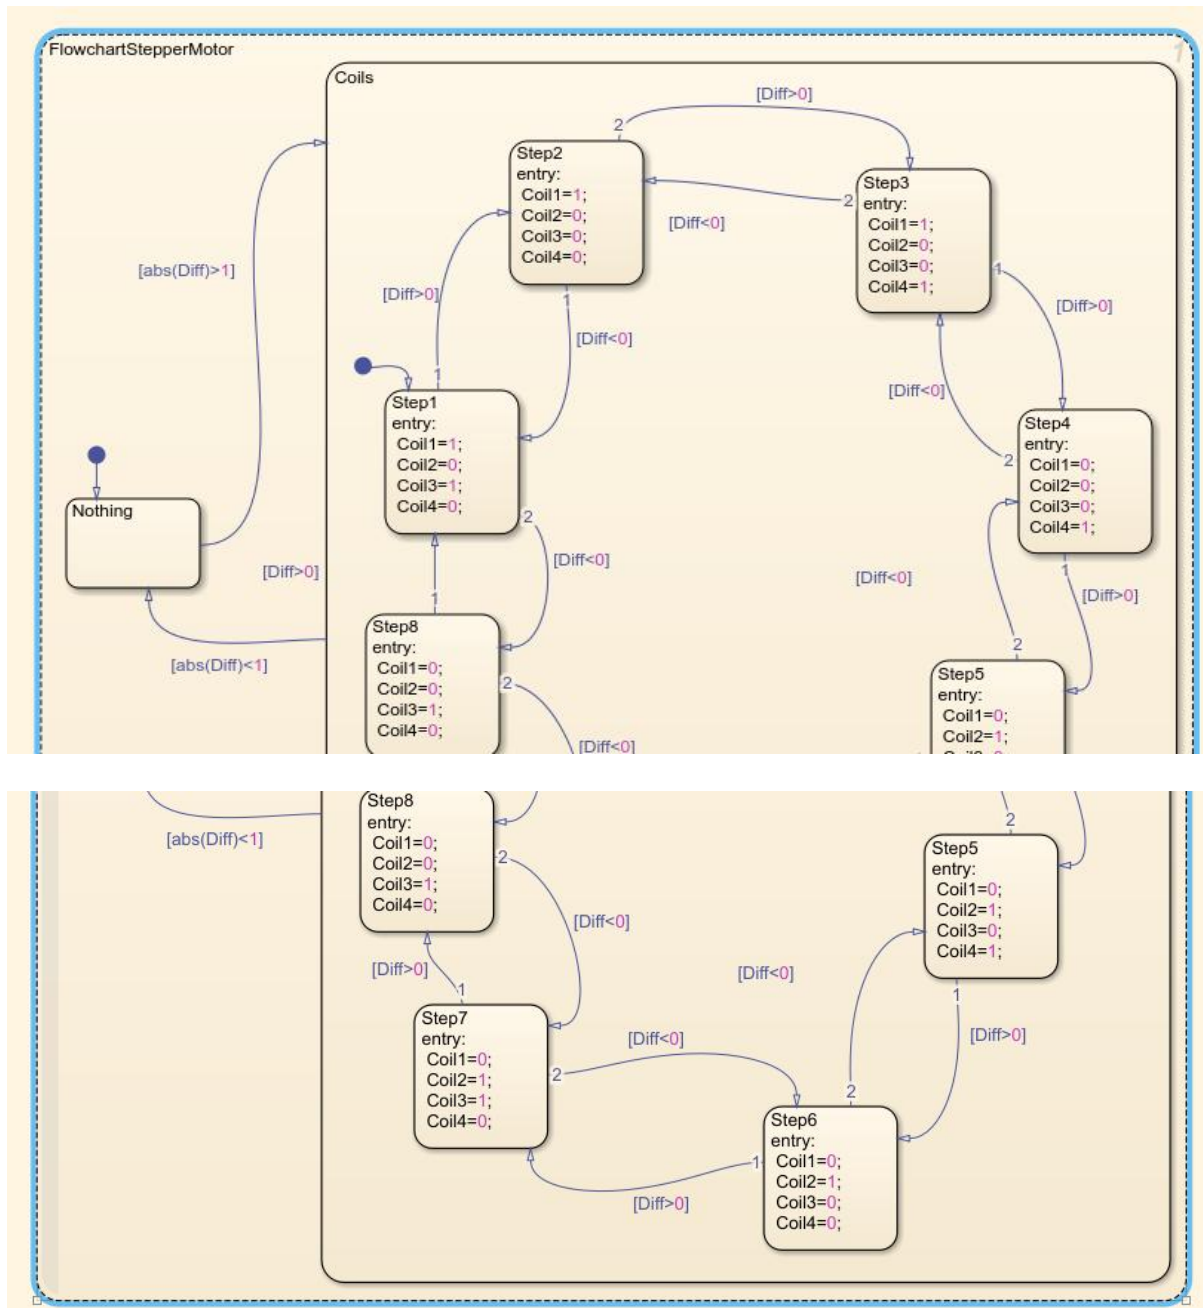 FlowchartStepperMotor
1
Coils
[Diff>0]
2
Step2
entry:
Coil1=1;
Coil2=0;
Coil3=0;
Coil4=0;
Step3
entry:
Coil1=1;
Coil2=0;
Coil3=0;
Coil4=1;
2
[Diff<0]
[abs(Diff)>1]
[Diff>0]
1
[Diff<0]
1
[Diff>0]
1
Step1
entry:
Coil1=1;
Coil2=0;
Coil3=1;
Coil4=0;
[Diff<0]
2
Step4
entry:
Coil1=0;
Coil2=0;
Coil3=0;
Coil4=1;
Nothing
2
[Diff<0]
[Diff>0]
1
[Diff<0]
1
[Diff>0]
Step8
entry:
Coil1=0;
Coil2=0;
Coil3=1;
Coil4=0;
2
[Diff<0]
[abs(Diff)<1]
2
Step5
entry:
Coil1=0;
Coil2=1;
[abs(Diff)<1]
Step8
entry:
Coil1=0;
Coil2=0;
Coil3=1;
Coil4=0;
2
[Diff<0]
2
Step5
entry:
Coil1=0;
Coil2=1;
Coil3=0;
Coil4=1;
[Diff>0]
1
[Diff<0]
1
[Diff>0]
Step7
entry:
Coil1=0;
Coil2=1;
Coil3=1;
Coil4=0;
2
[Diff<0]
2
Step6
entry:
Coil1=0;
Coil2=1;
Coil3=0;
Coil4=0;
1
[Diff>0]